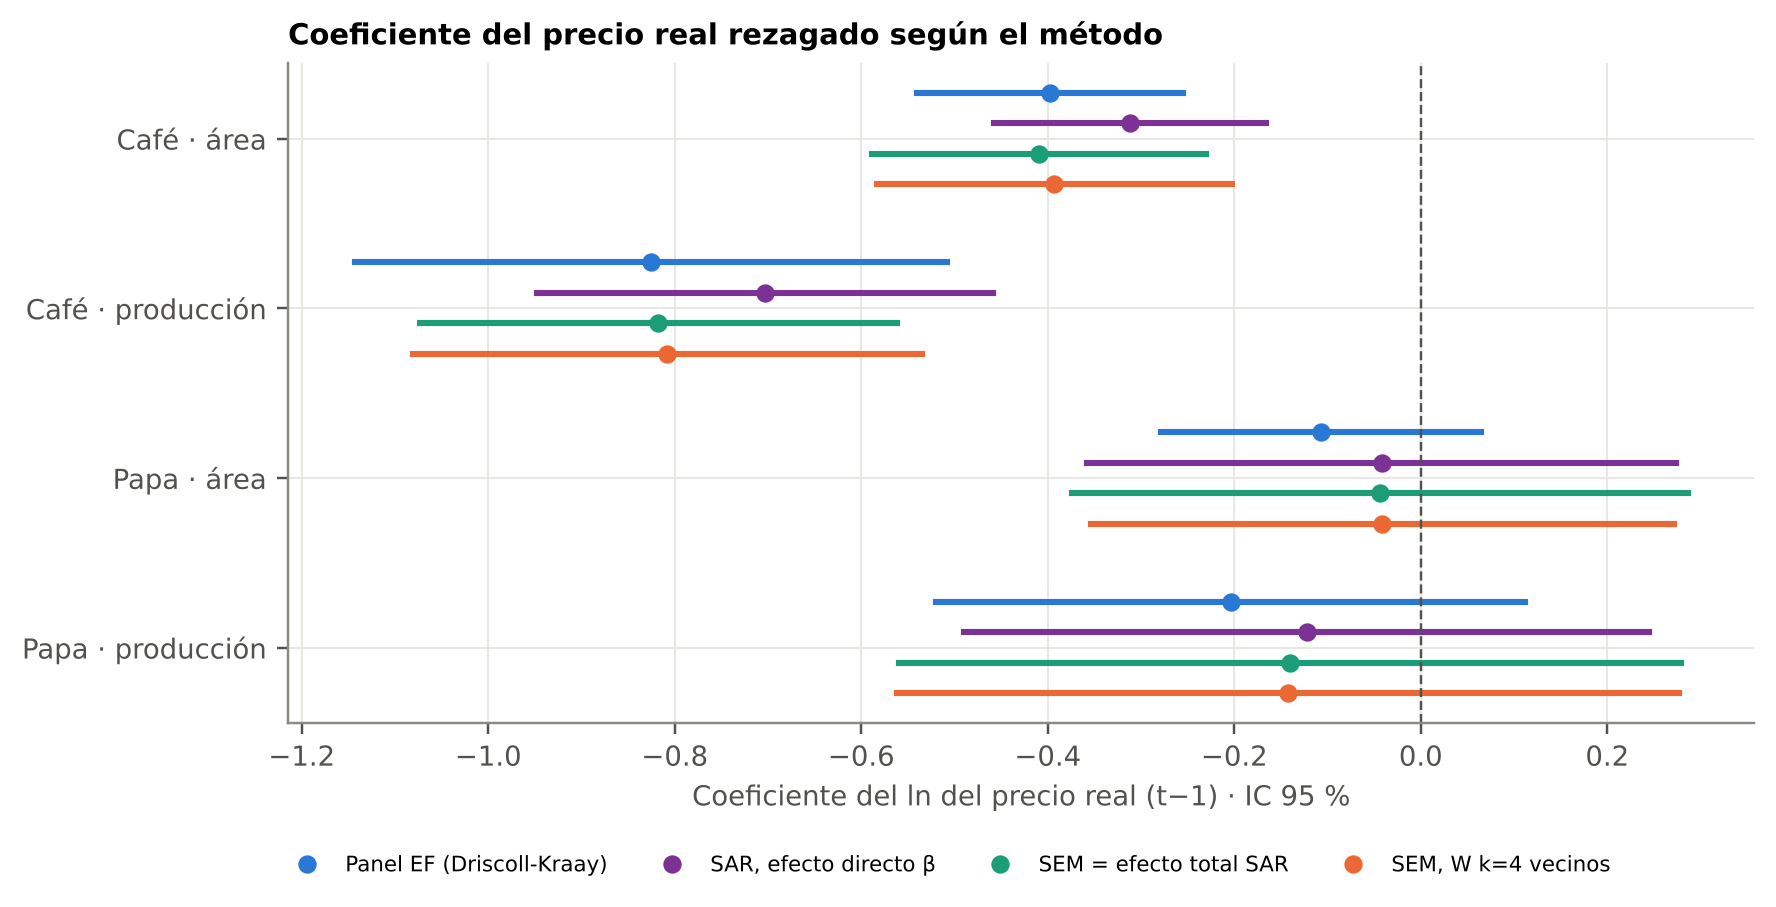 Coeficiente del precio real rezagado según el método
Café · área
Café · producción
Papa · área
Papa · producción
−1.2 −1.0 −0.8 −0.6 −0.4 −0.2 0.0 0.2
Coeficiente del ln del precio real (t−1) · IC 95 %
Panel EF (Driscoll-Kraay) SAR, efecto directo β SEM = efecto total SAR SEM, W k=4 vecinos